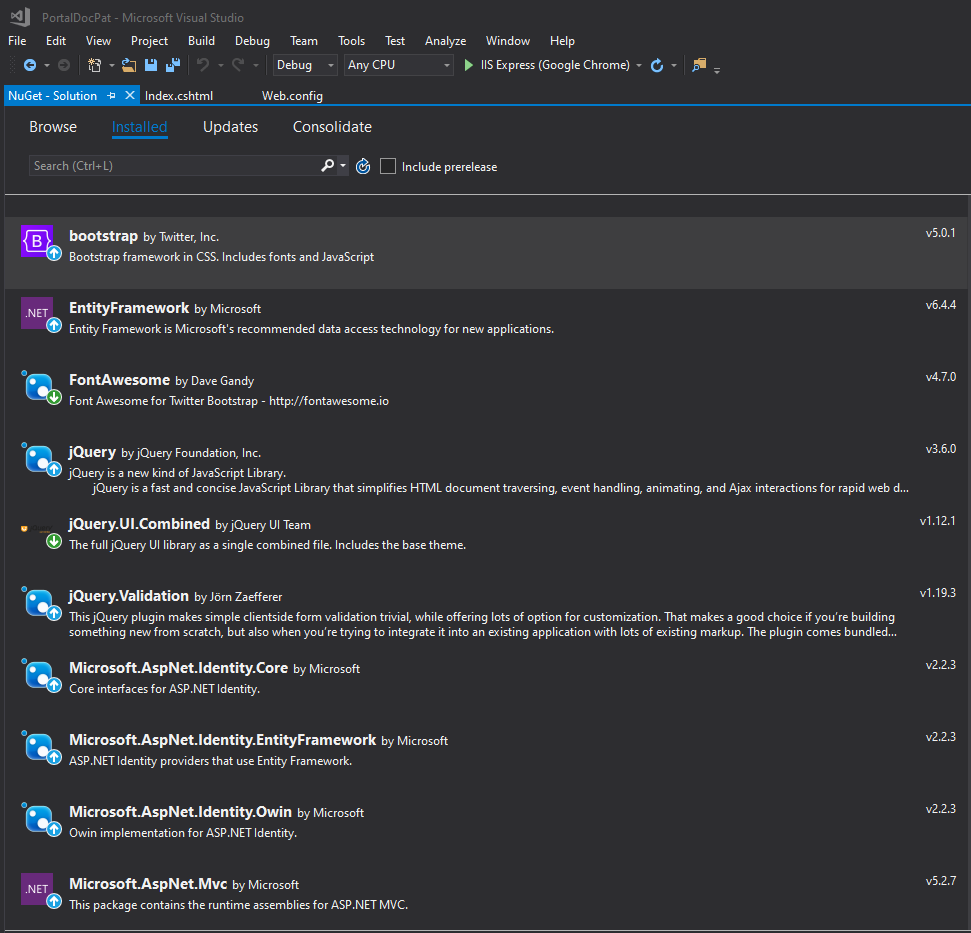 PortalDocPat - Microsoft Visual Studio
File Edit View Project Build Debug Team Tools Test Analyze Window Help
Debug Any CPU IIS Express (Google Chrome)
NuGet - Solution Index.cshtml Web.config
Browse Installed Updates Consolidate
Search (Ctrl+L) Include prerelease
B bootstrap by Twitter, Inc. v5.0.1
Bootstrap framework in CSS. Includes fonts and JavaScript
.NET EntityFramework by Microsoft v6.4.4
Entity Framework is Microsoft's recommended data access technology for new applications.
FontAwesome by Dave Gandy v4.7.0
Font Awesome for Twitter Bootstrap - http://fontawesome.io
jQuery by jQuery Foundation, Inc. v3.6.0
jQuery is a new kind of JavaScript Library.
jQuery is a fast and concise JavaScript Library that simplifies HTML document traversing, event handling, animating, and Ajax interactions for rapid web d...
jQuery.UI.Combined by jQuery UI Team v1.12.1
The full jQuery UI library as a single combined file. Includes the base theme.
jQuery.Validation by Jörn Zaefferer v1.19.3
This jQuery plugin makes simple clientside form validation trivial, while offering lots of option for customization. That makes a good choice if you’re building
something new from scratch, but also when you’re trying to integrate it into an existing application with lots of existing markup. The plugin comes bundled...
Microsoft.AspNet.Identity.Core by Microsoft v2.2.3
Core interfaces for ASP.NET Identity.
Microsoft.AspNet.Identity.EntityFramework by Microsoft v2.2.3
ASP.NET Identity providers that use Entity Framework.
Microsoft.AspNet.Identity.Owin by Microsoft v2.2.3
Owin implementation for ASP.NET Identity.
.NET Microsoft.AspNet.Mvc by Microsoft v5.2.7
This package contains the runtime assemblies for ASP.NET MVC.